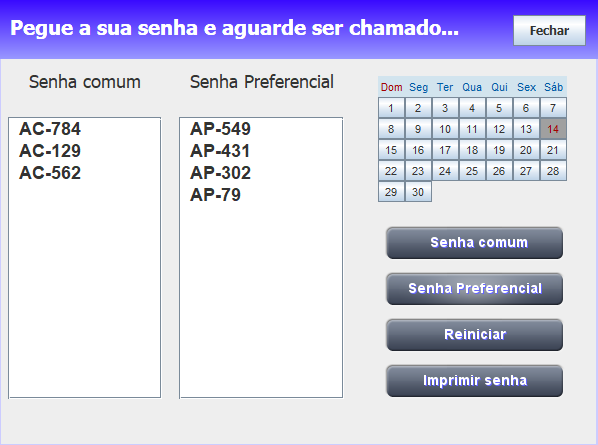 Pegue a sua senha e aguarde ser chamado...
Fechar
Senha comum
AC-784
AC-129
AC-562
Senha Preferencial
AP-549
AP-431
AP-302
AP-79
Dom Seg Ter Qua Qui Sex Sáb
1 2 3 4 5 6 7
8 9 10 11 12 13 14
15 16 17 18 19 20 21
22 23 24 25 26 27 28
29 30
Senha comum
Senha Preferencial
Reiniciar
Imprimir senha